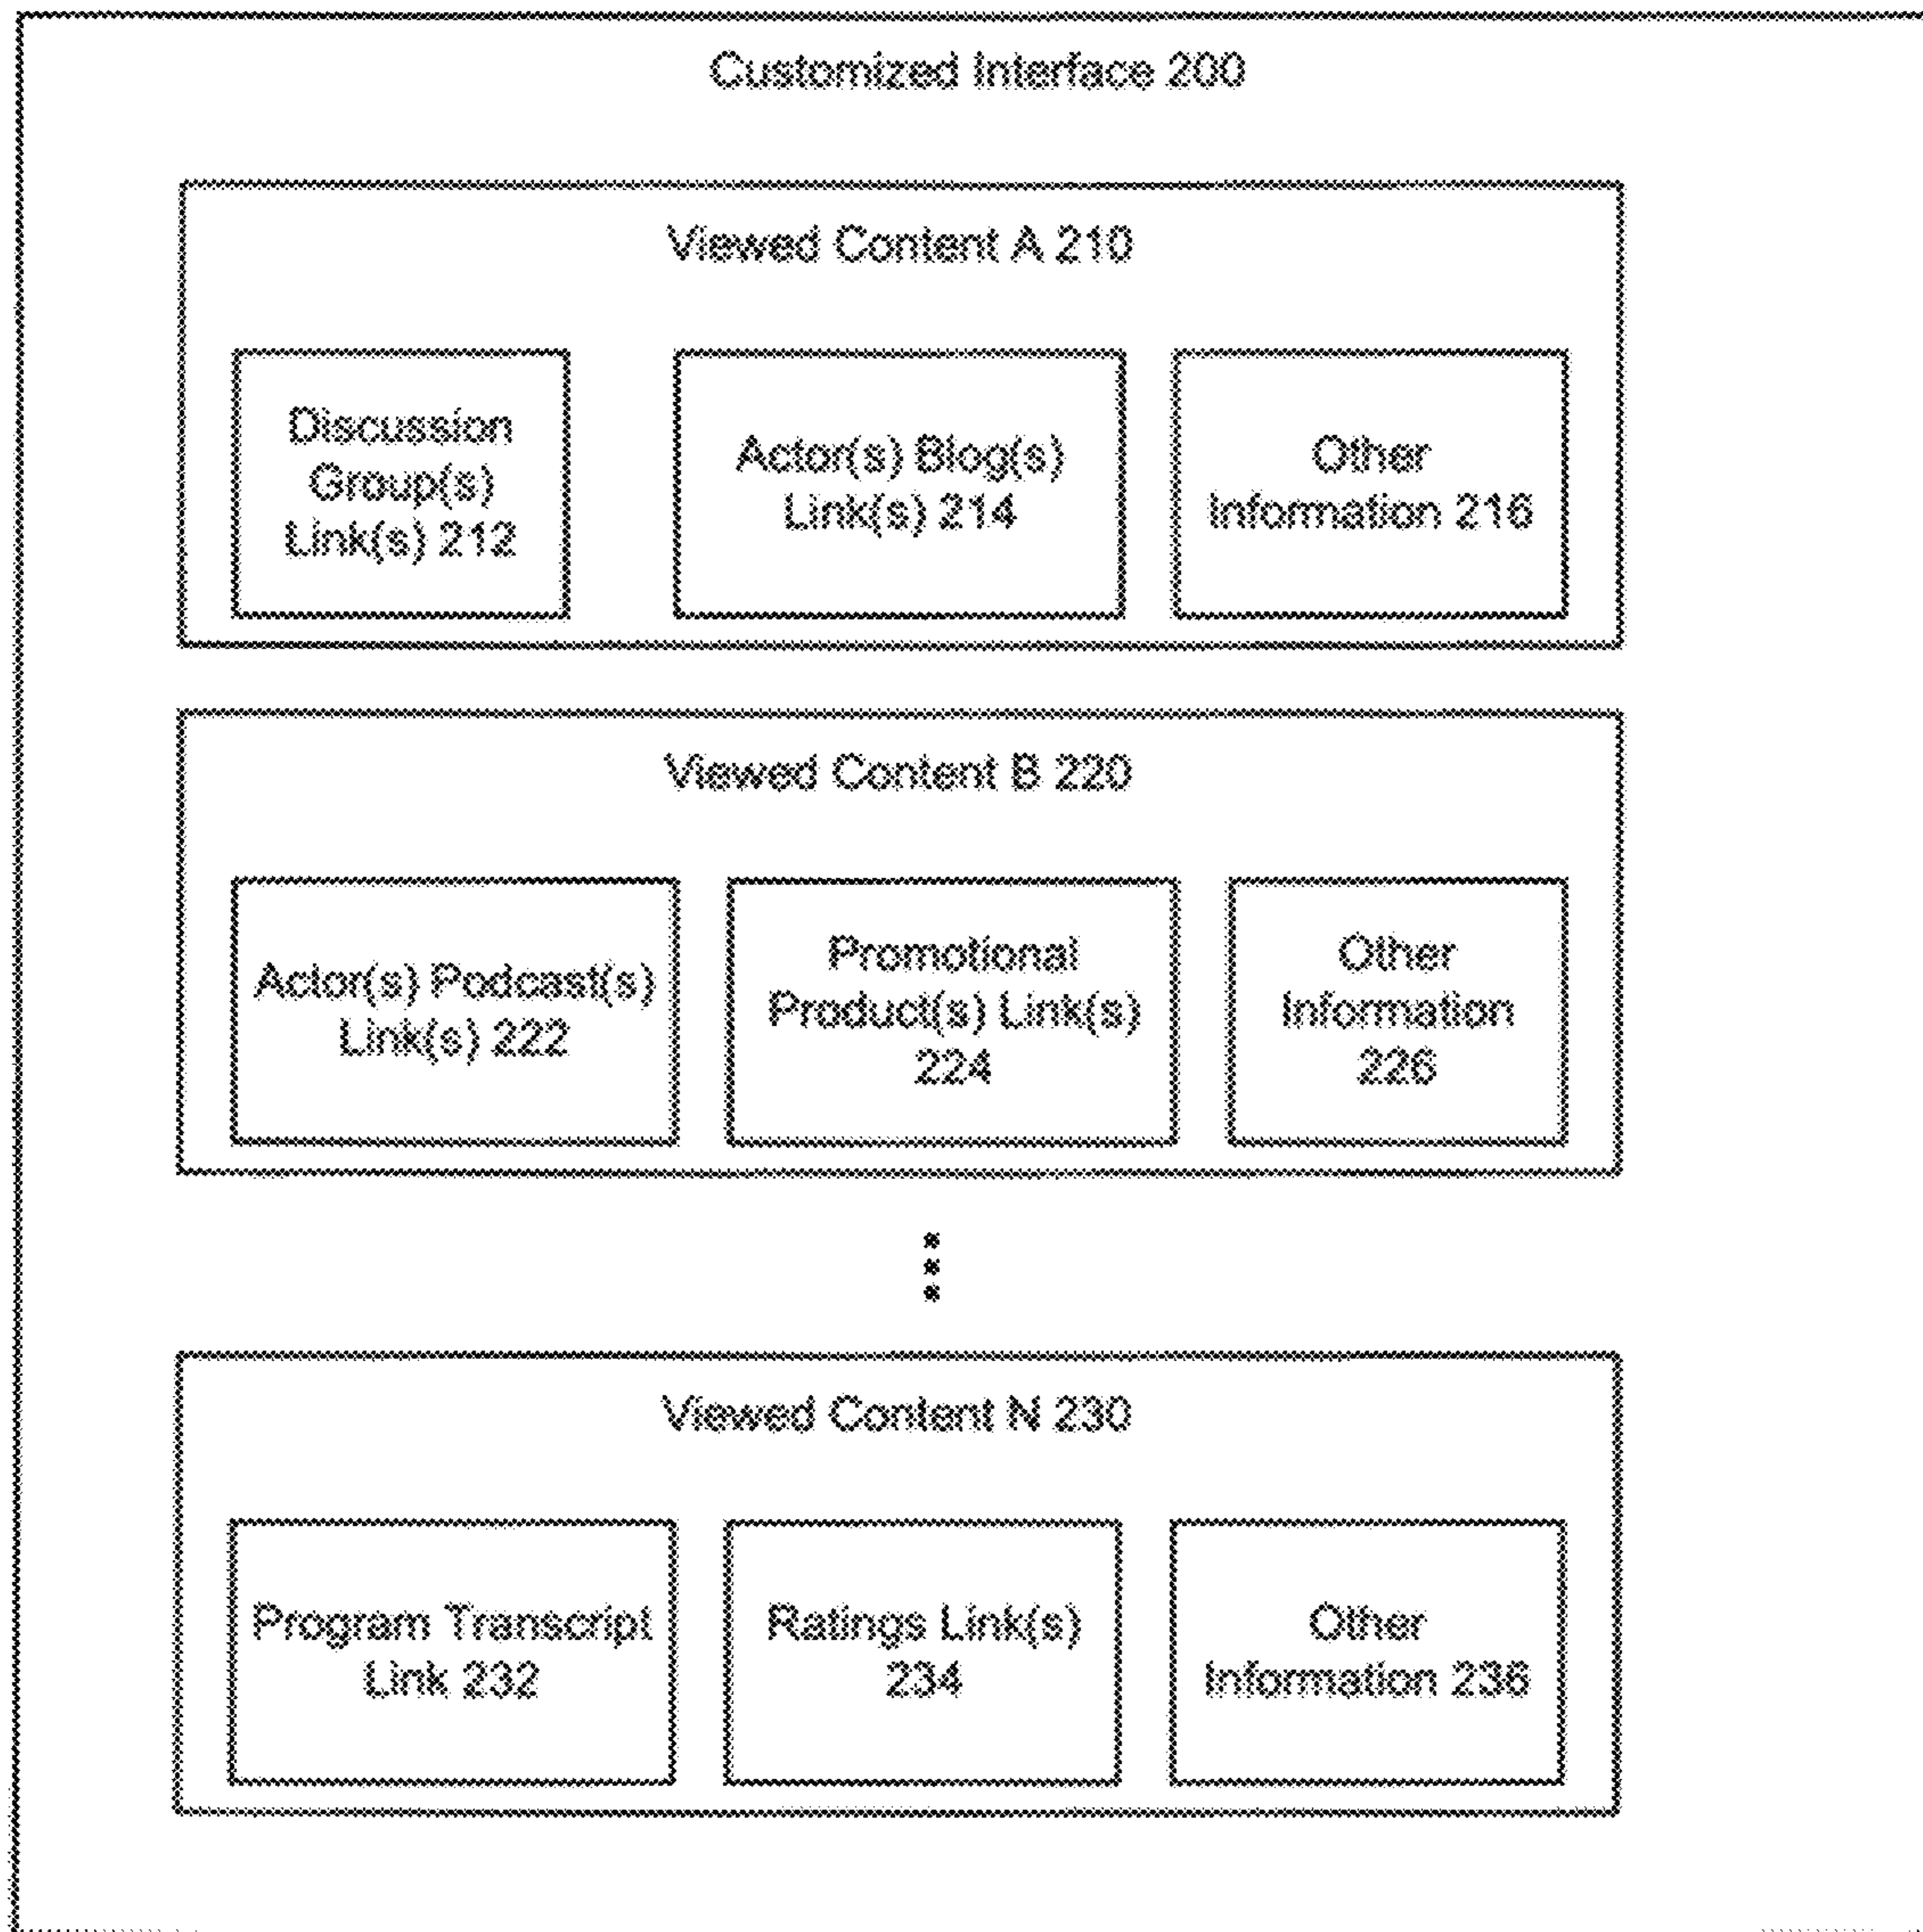 Customized Interface 200
Viewed Content A 210
Discussion
Group(s)
Link(s) 212
Actor(s) Blog(s)
Link(s) 214
Other
Information 216
Viewed Content B 220
Actor(s) Podcast(s)
Link(s) 222
Promotional
Product(s) Link(s)
224
Other
Information
226
Viewed Content N 230
Program Transcript
Link 232
Ratings Link(s)
234
Other
Information 236